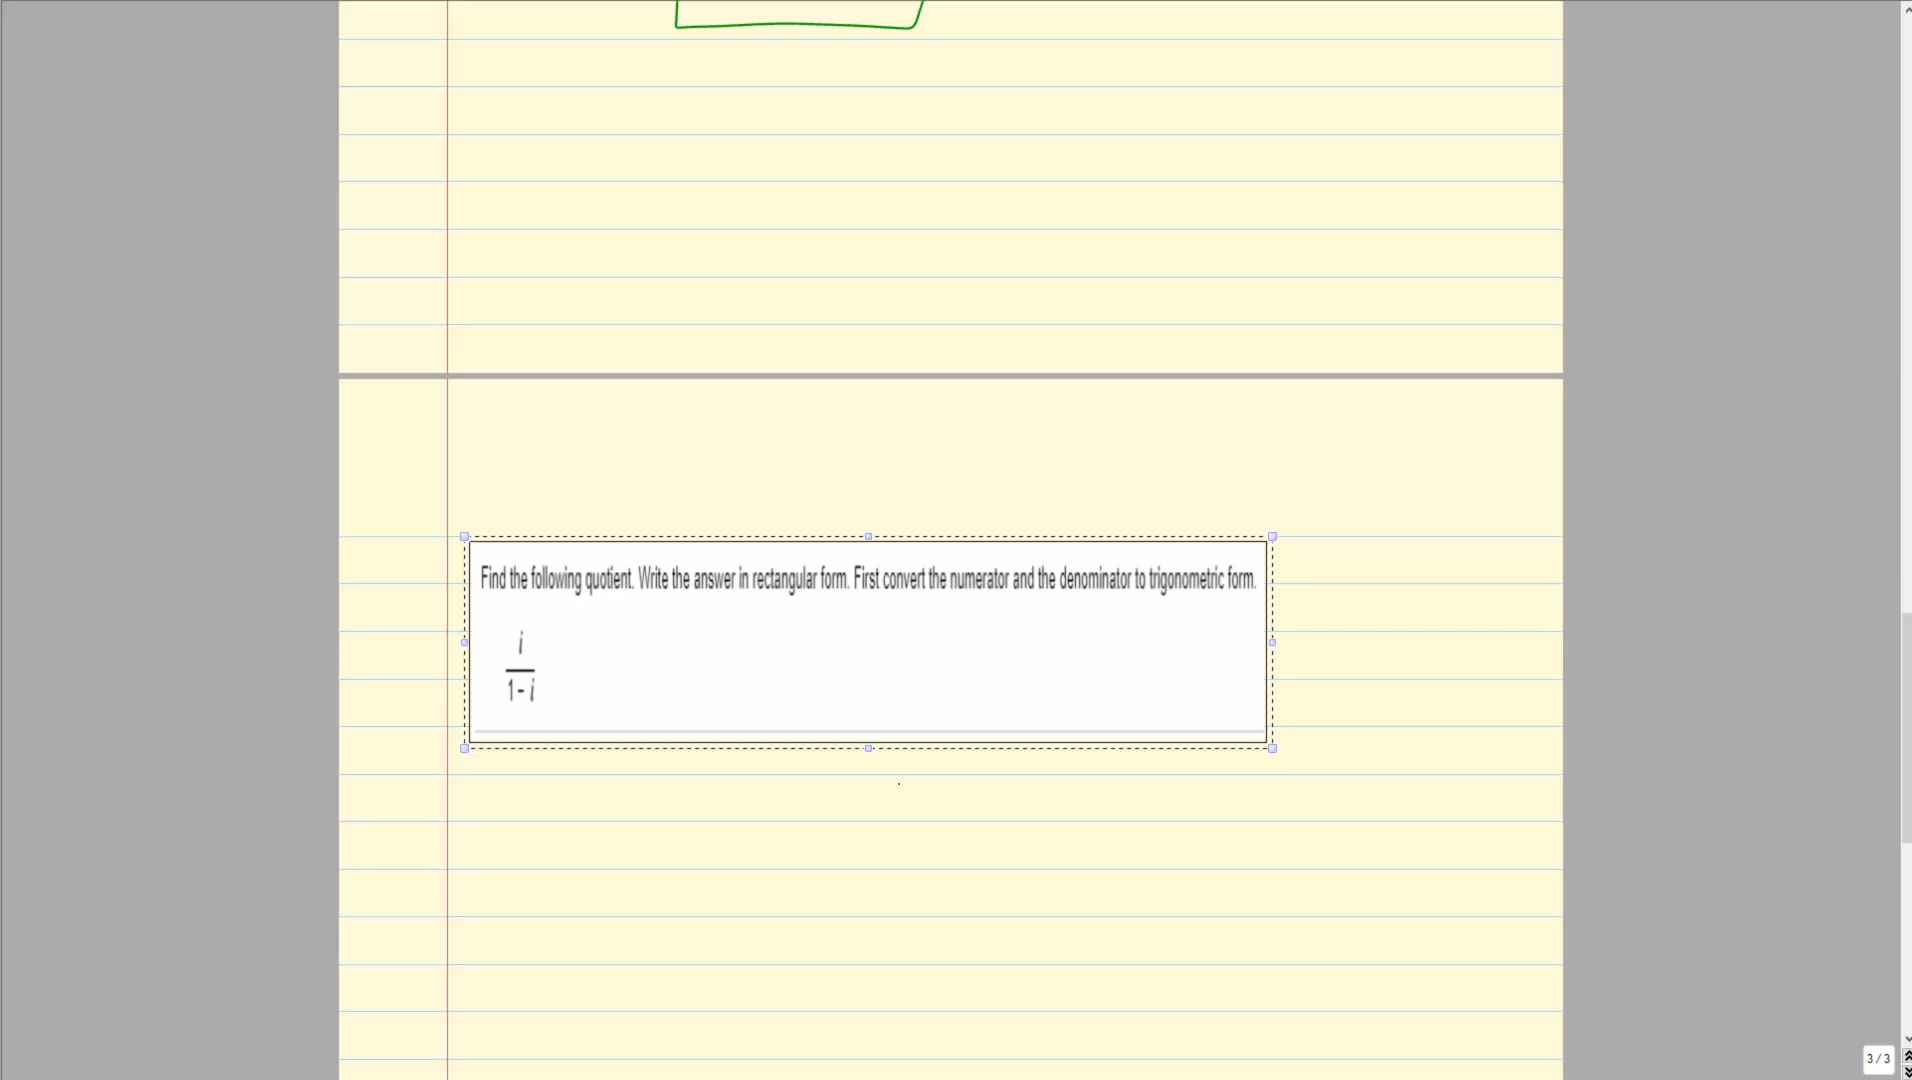 Find the following quotient. Write the answer in rectangular form. First convert the numerator and the denominator to trigonometric form.
i
1 - i
3 / 3